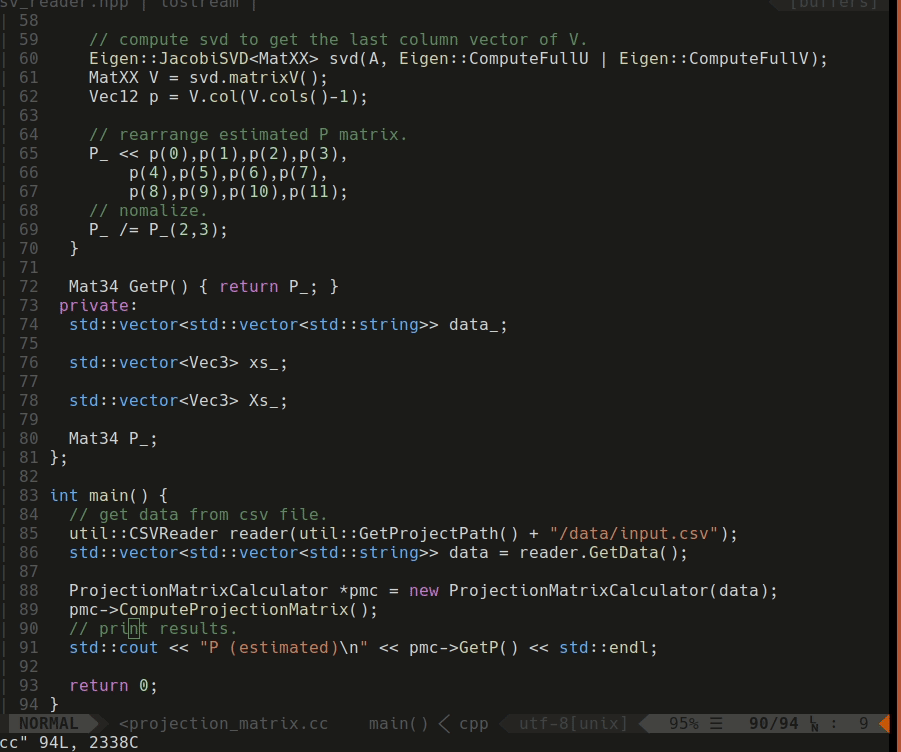 sv_reader.hpp | iostream | [buffers]
| 58
| 59     // compute svd to get the last column vector of V.
| 60     Eigen::JacobiSVD<MatXX> svd(A, Eigen::ComputeFullU | Eigen::ComputeFullV);
| 61     MatXX V = svd.matrixV();
| 62     Vec12 p = V.col(V.cols()-1);
| 63
| 64     // rearrange estimated P matrix.
| 65     P_ << p(0),p(1),p(2),p(3),
| 66         p(4),p(5),p(6),p(7),
| 67         p(8),p(9),p(10),p(11);
| 68     // nomalize.
| 69     P_ /= P_(2,3);
| 70   }
| 71
| 72   Mat34 GetP() { return P_; }
| 73  private:
| 74   std::vector<std::vector<std::string>> data_;
| 75
| 76   std::vector<Vec3> xs_;
| 77
| 78   std::vector<Vec3> Xs_;
| 79
| 80   Mat34 P_;
| 81 };
| 82
| 83 int main() {
| 84   // get data from csv file.
| 85   util::CSVReader reader(util::GetProjectPath() + "/data/input.csv");
| 86   std::vector<std::vector<std::string>> data = reader.GetData();
| 87
| 88   ProjectionMatrixCalculator *pmc = new ProjectionMatrixCalculator(data);
| 89   pmc->ComputeProjectionMatrix();
| 90   // print results.
| 91   std::cout << "P (estimated)\n" << pmc->GetP() << std::endl;
| 92
| 93   return 0;
| 94 }
NORMAL <projection_matrix.cc main() < cpp utf-8[unix] 95% ☰ 90/94 ㏑ : 9
cc" 94L, 2338C